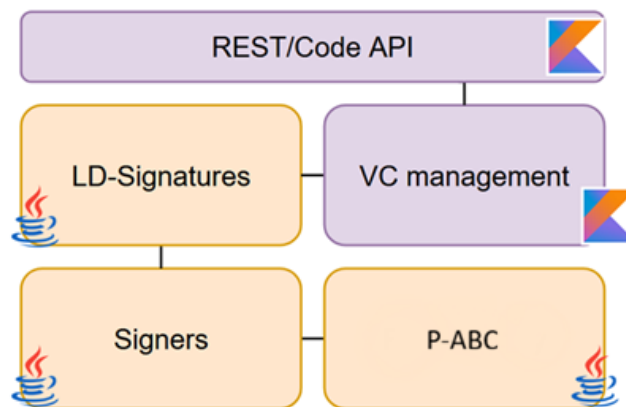 REST/Code API
LD-Signatures
VC management
Signers
P-ABC